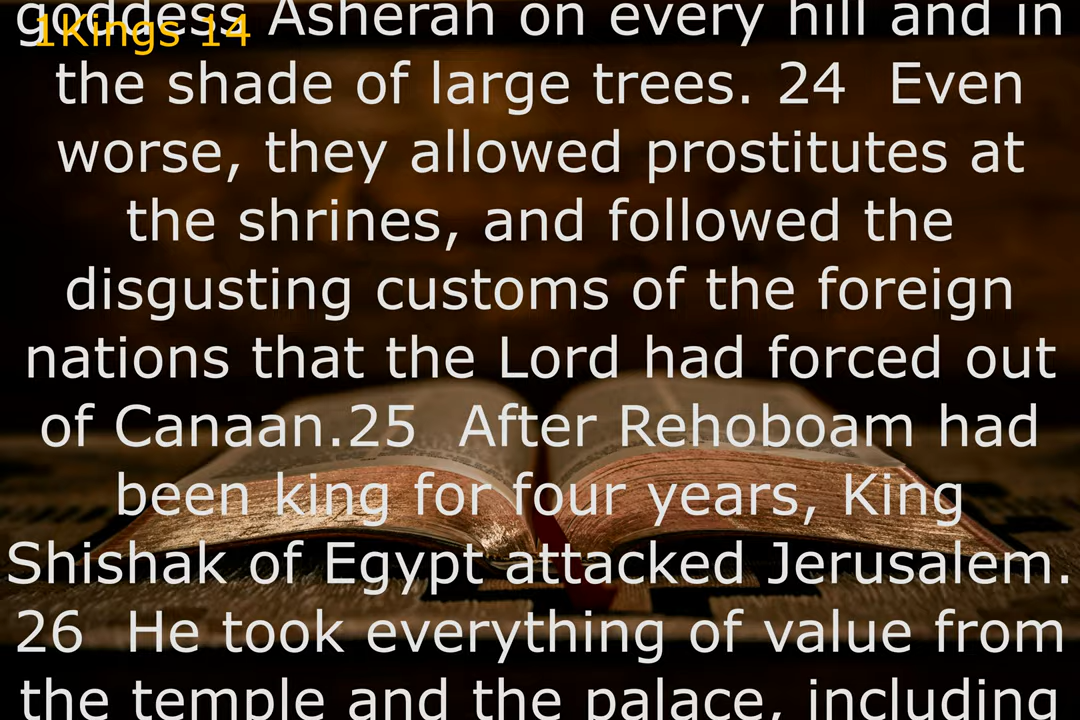 goddess Asherah on every hill and in
1Kings 14
the shade of large trees. 24  Even
worse, they allowed prostitutes at
the shrines, and followed the
disgusting customs of the foreign
nations that the Lord had forced out
of Canaan.25  After Rehoboam had
been king for four years, King
Shishak of Egypt attacked Jerusalem.
26  He took everything of value from
the temple and the palace, including